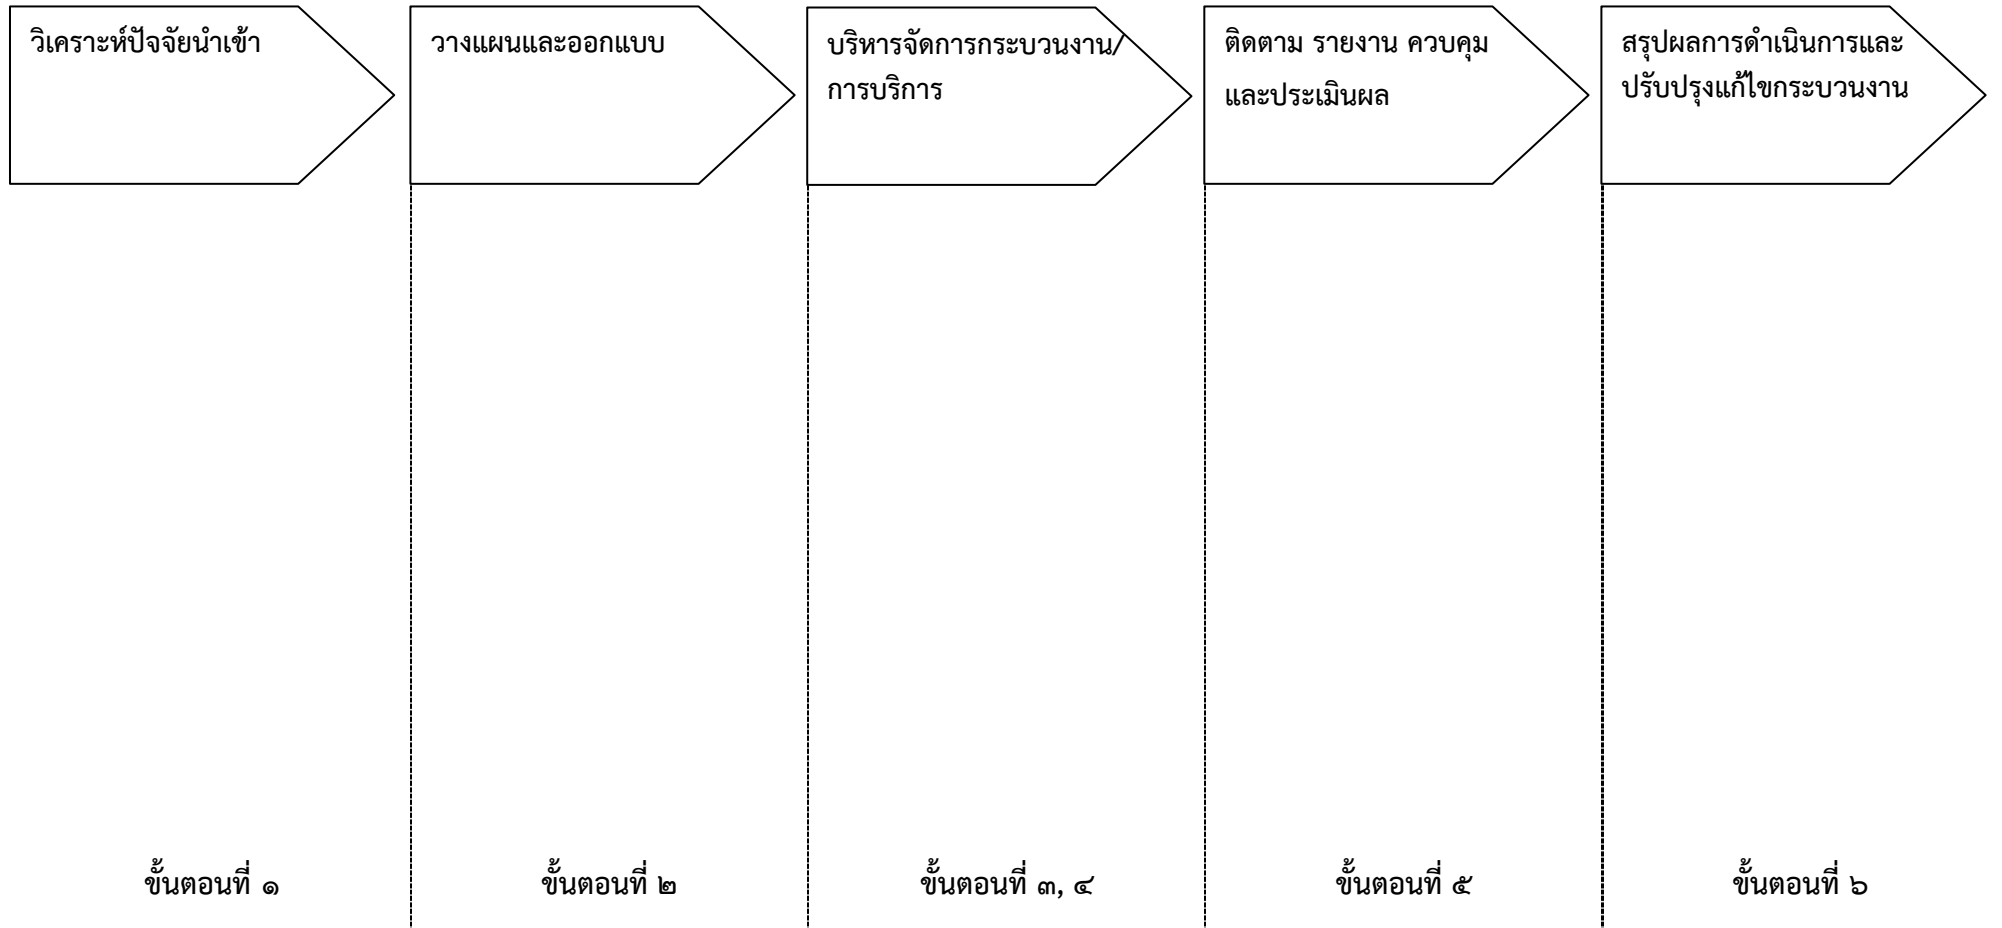 วิเคราะห์ปัจจัยนำเข้า
วางแผนและออกแบบ
บริหารจัดการกระบวนงาน/
การบริการ
ติดตาม รายงาน ควบคุม
และประเมินผล
สรุปผลการดำเนินการและ
ปรับปรุงแก้ไขกระบวนงาน
ขั้นตอนที่ ๑
ขั้นตอนที่ ๒
ขั้นตอนที่ ๓, ๔
ขั้นตอนที่ ๕
ขั้นตอนที่ ๖